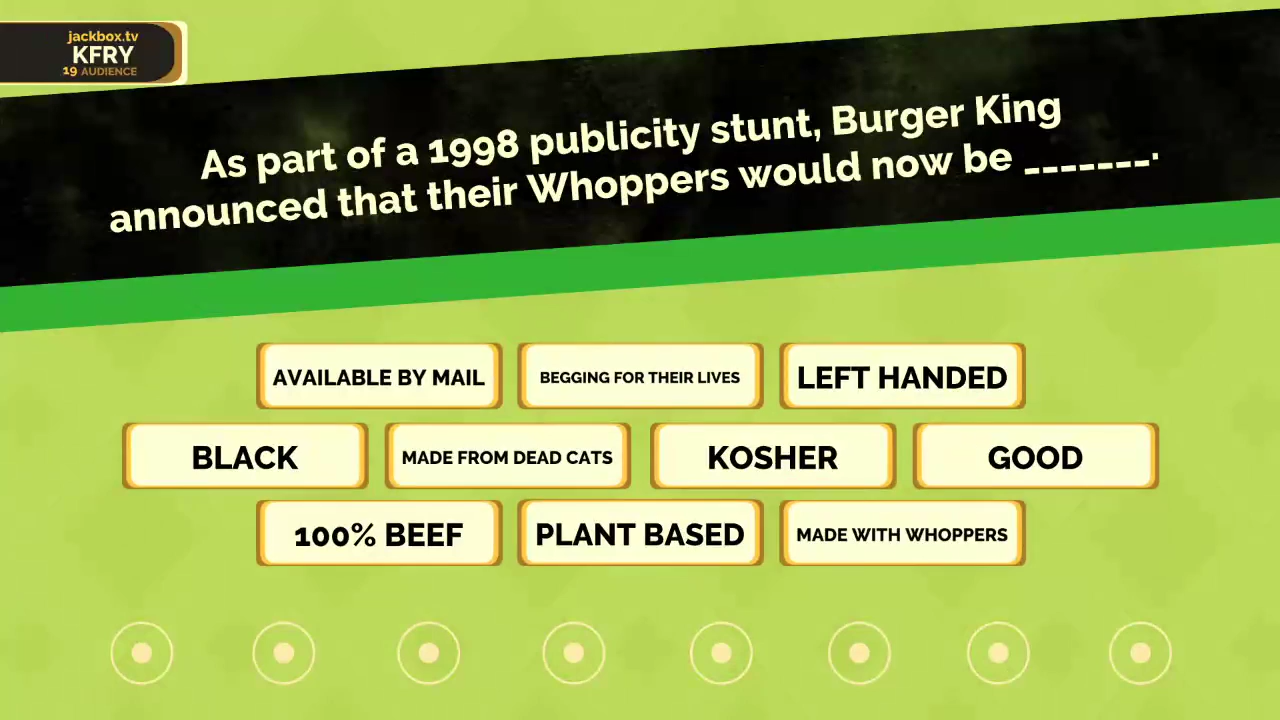 jackbox.tv
KFRY
19 AUDIENCE
As part of a 1998 publicity stunt, Burger King
announced that their Whoppers would now be _______.
AVAILABLE BY MAIL
BEGGING FOR THEIR LIVES
LEFT HANDED
BLACK
MADE FROM DEAD CATS
KOSHER
GOOD
100% BEEF
PLANT BASED
MADE WITH WHOPPERS